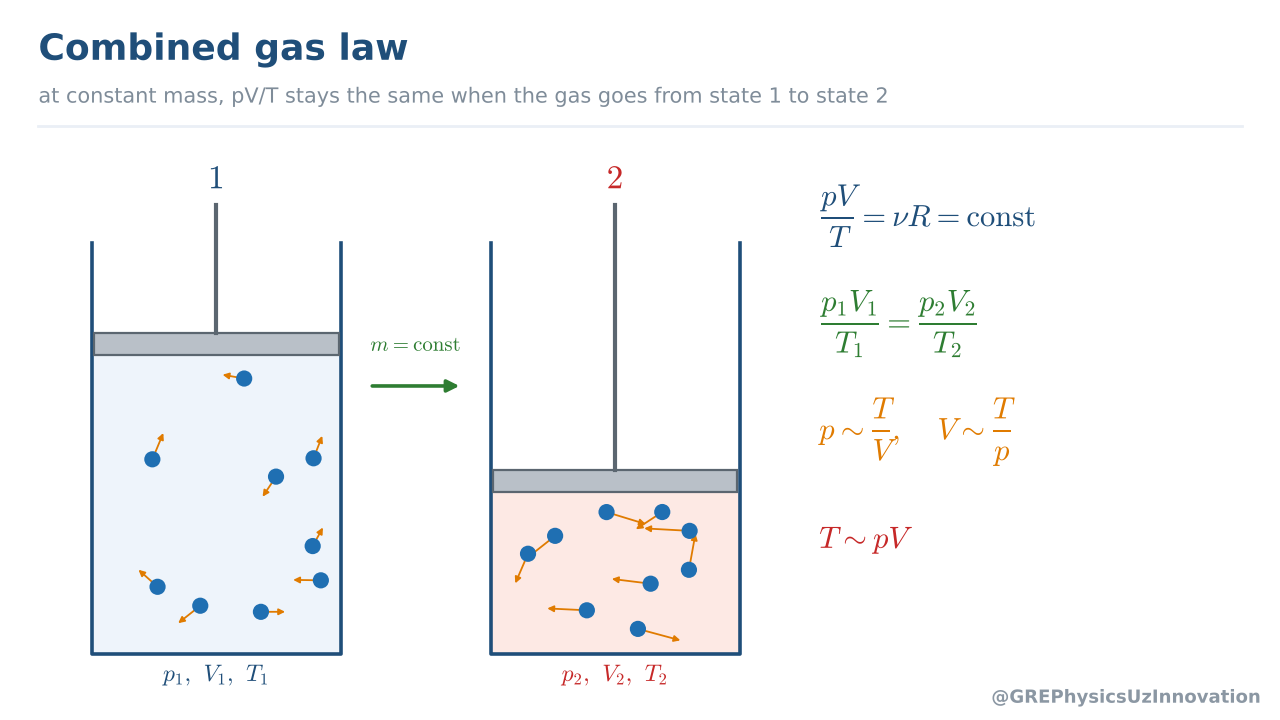 Combined gas law
at constant mass, pV/T stays the same when the gas goes from state 1 to state 2
1
2
m = const
p₁, V₁, T₁
p₂, V₂, T₂
pV/T = νR = const
p₁V₁/T₁ = p₂V₂/T₂
p ~ T/V, V ~ T/p
T ~ pV
@GREPhysicsUzInnovation